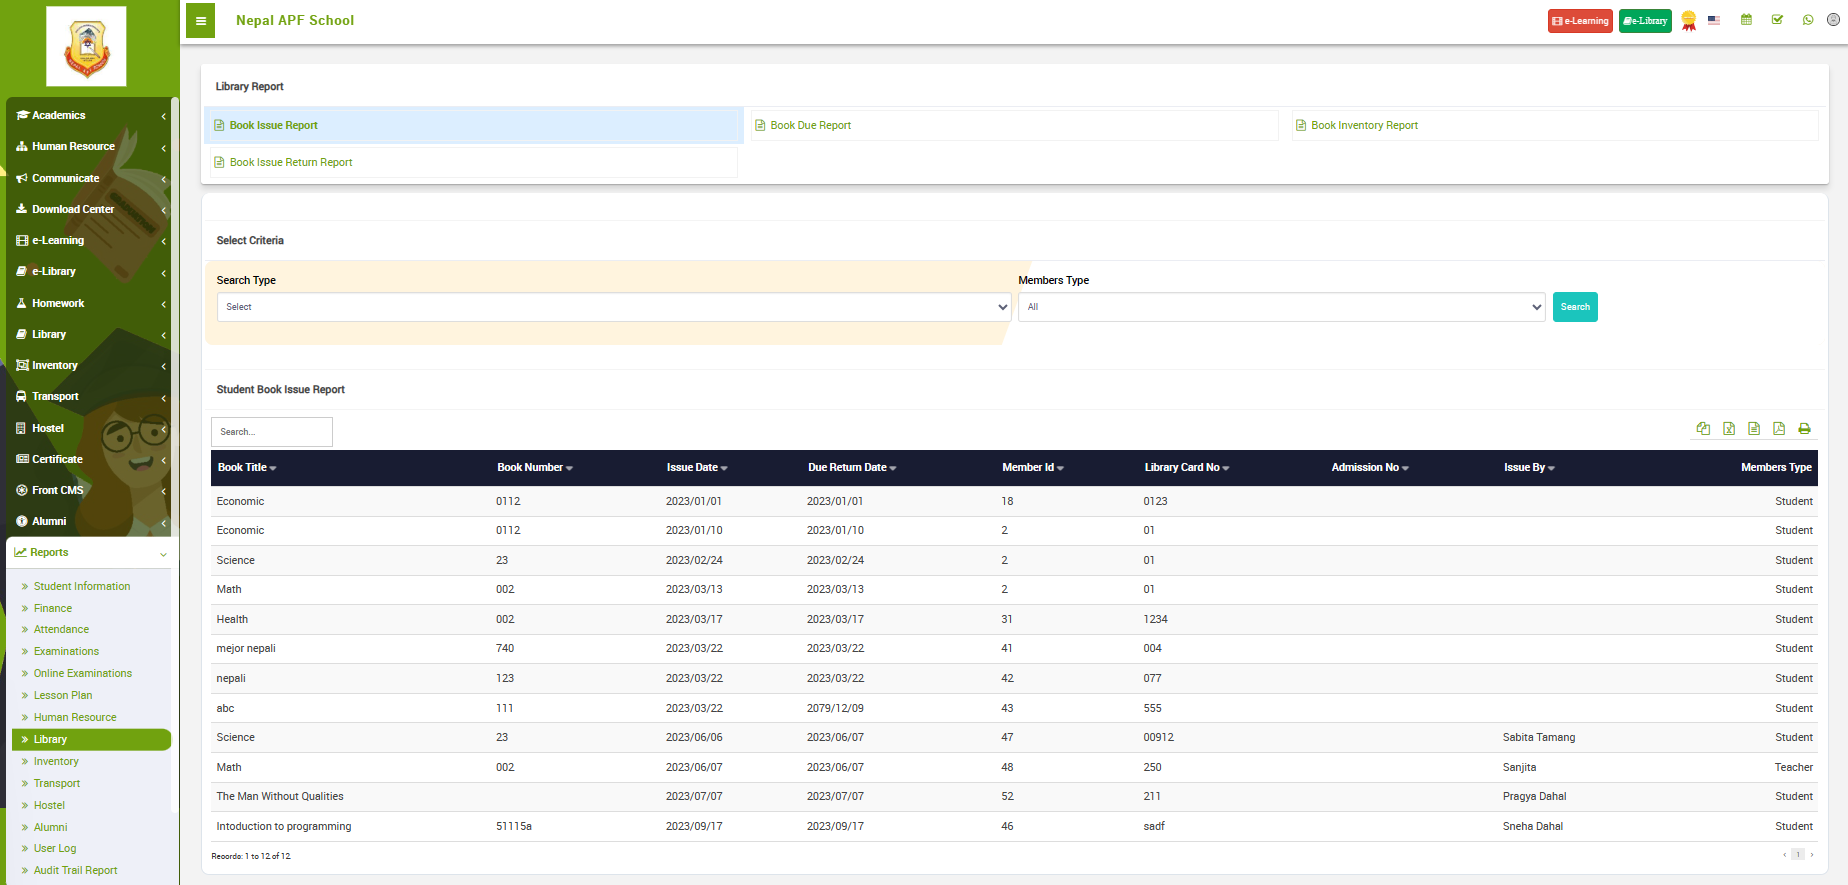 Nepal APF School
e-Learning
e-Library
Academics
Human Resource
Communicate
Download Center
e-Learning
e-Library
Homework
Library
Inventory
Transport
Hostel
Certificate
Front CMS
Alumni
Reports
Student Information
Finance
Attendance
Examinations
Online Examinations
Lesson Plan
Human Resource
Library
Inventory
Transport
Hostel
Alumni
User Log
Audit Trail Report
Library Report
Book Issue Report Book Due Report Book Inventory Report
Book Issue Return Report
Select Criteria
Search Type Members Type
Select All Search
Student Book Issue Report
Search...
Book Title Book Number Issue Date Due Return Date Member Id Library Card No Admission No Issue By Members Type
Economic 0112 2023/01/01 2023/01/01 18 0123 Student
Economic 0112 2023/01/10 2023/01/10 2 01 Student
Science 23 2023/02/24 2023/02/24 2 01 Student
Math 002 2023/03/13 2023/03/13 2 01 Student
Health 002 2023/03/17 2023/03/17 31 1234 Student
mejor nepali 740 2023/03/22 2023/03/22 41 004 Student
nepali 123 2023/03/22 2023/03/22 42 077 Student
abc 111 2023/03/22 2079/12/09 43 555 Student
Science 23 2023/06/06 2023/06/07 47 00912 Sabita Tamang Student
Math 002 2023/06/07 2023/06/07 48 250 Sanjita Teacher
The Man Without Qualities 2023/07/07 2023/07/07 52 211 Pragya Dahal Student
Intoduction to programming 51115a 2023/09/17 2023/09/17 46 sadf Sneha Dahal Student
Records: 1 to 12 of 12 1